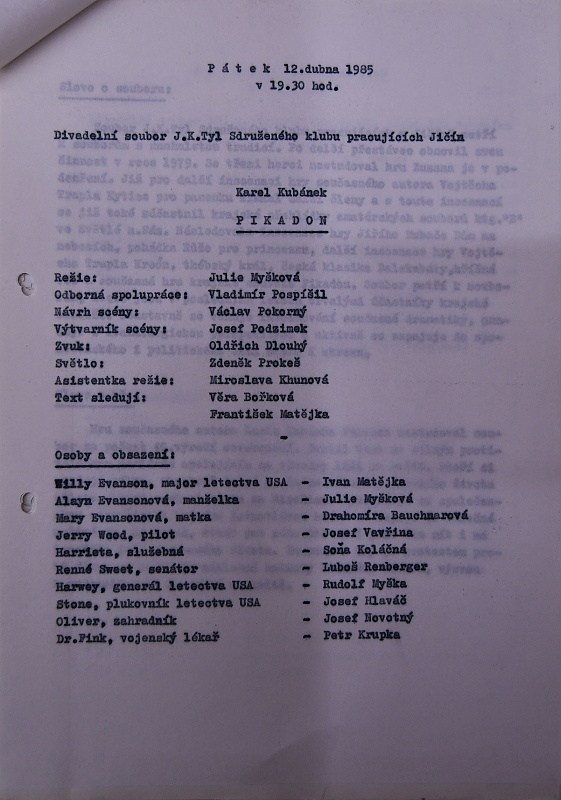 P á t e k  12.dubna 1985
v 19.30 hod.
Divadelní soubor J.K.Tyl Sdruženého klubu pracujících Jičín
Karel Kubánek
P I K A D O N
Režie: Julie Myšková
Odborná spolupráce: Vladimír Pospíšil
Návrh scény: Václav Pokorný
Výtvarník scény: Josef Podzimek
Zvuk: Oldřich Dlouhý
Světlo: Zdeněk Prokeš
Asistentka režie: Miroslava Khunová
Text sledují: Věra Bořková
František Matějka
-
Osoby a obsazení:
Willy Evanson, major letectva USA - Ivan Matějka
Alayn Evansonová, manželka - Julie Myšková
Mary Evansonová, matka - Drahomíra Bauchnarová
Jerry Wood, pilot - Josef Vavřina
Harrieta, služebná - Soňa Koláčná
Renné Sweet, senátor - Luboš Renberger
Harwey, generál letectva USA - Rudolf Myška
Stone, plukovník letectva USA - Josef Hlaváč
Oliver, zahradník - Josef Novotný
Dr.Fink, vojenský lékař - Petr Krupka